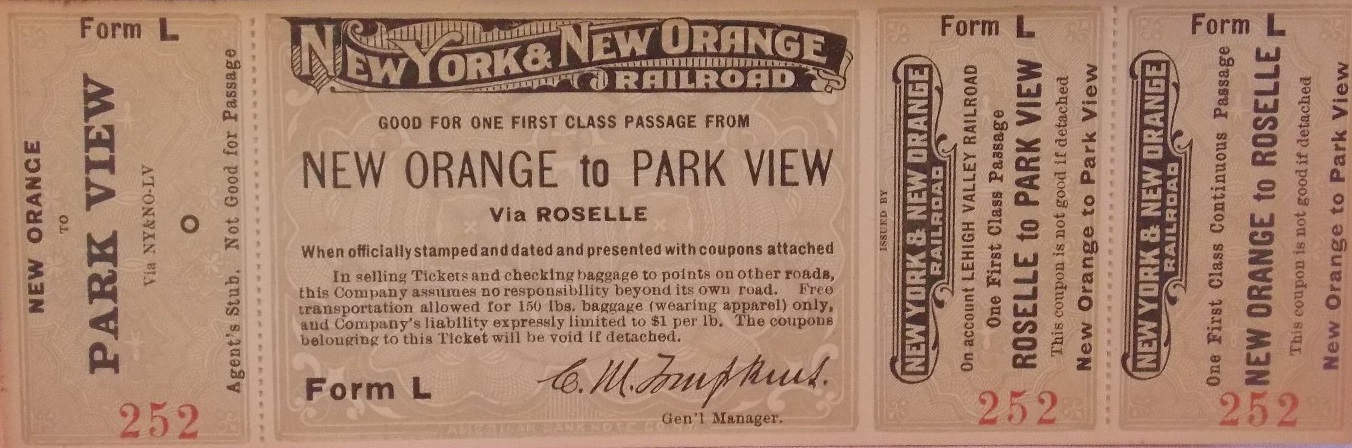 Form L
NEW ORANGE
TO
PARK VIEW
Via NY&NO-LV
O
Agent's Stub. Not Good for Passage
252
NEW YORK & NEW ORANGE
RAILROAD
GOOD FOR ONE FIRST CLASS PASSAGE FROM
NEW ORANGE to PARK VIEW
Via ROSELLE
When officially stamped and dated and presented with coupons attached
In selling Tickets and checking baggage to points on other roads,
this Company assumes no responsibility beyond its own road. Free
transportation allowed for 150 lbs. baggage (wearing apparel) only,
and Company's liability expressly limited to $1 per lb. The coupons
belonging to this Ticket will be void if detached.
Form L
C. M. Tompkins.
Gen'l Manager.
AMERICAN BANK NOTE CO.
Form L
ISSUED BY
NEW YORK & NEW ORANGE
RAILROAD
On account LEHIGH VALLEY RAILROAD
One First Class Passage
ROSELLE to PARK VIEW
This coupon is not good if detached
New Orange to Park View
252
Form L
NEW YORK & NEW ORANGE
RAILROAD
One First Class Continuous Passage
NEW ORANGE to ROSELLE
This coupon is not good if detached
New Orange to Park View
252